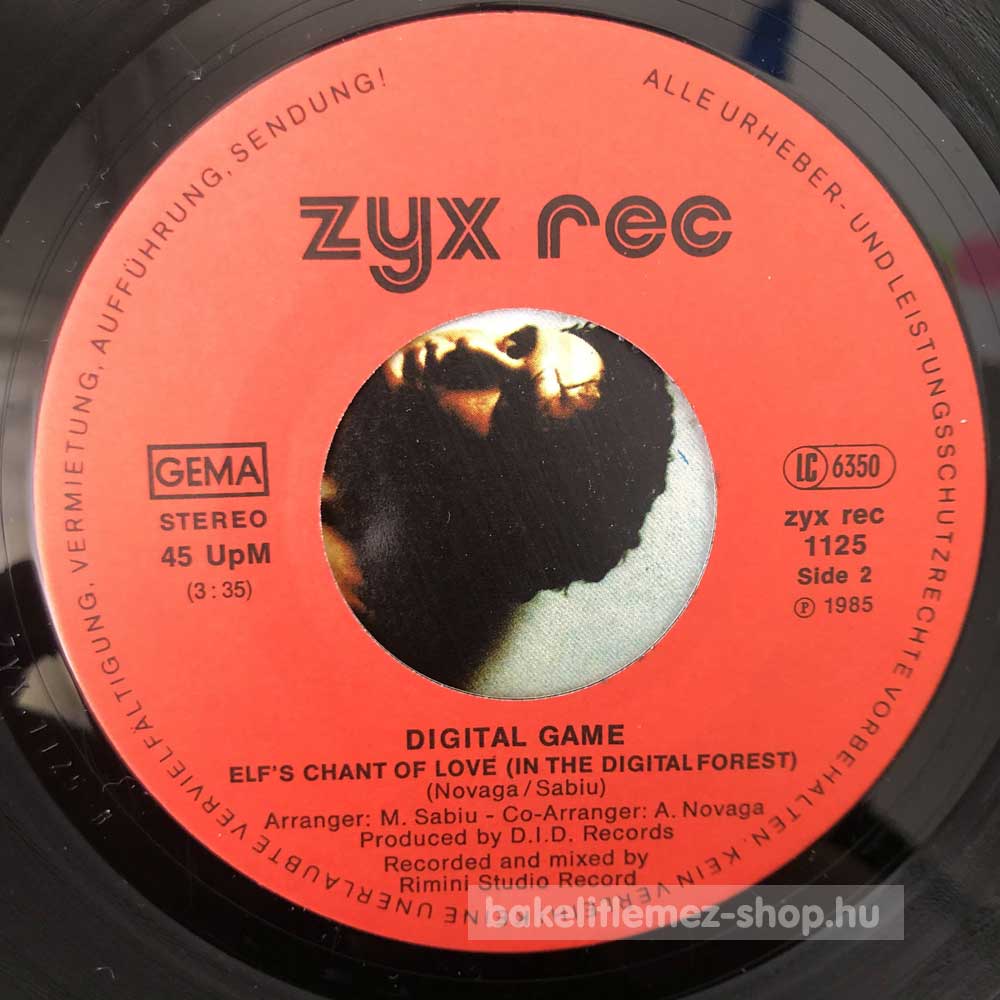 ALLE URHEBER- UND LEISTUNGSSCHUTZRECHTE VORBEHALTEN. KEIN VERLEIH KEINE UNERLAUBTE VERVIELFÄLTIGUNG, VERMIETUNG, AUFFÜHRUNG, SENDUNG!
zyx rec
GEMA
STEREO
45 UpM
(3:35)
LC 6350
zyx rec
1125
Side 2
℗ 1985
DIGITAL GAME
ELF'S CHANT OF LOVE (IN THE DIGITAL FOREST)
(Novaga/Sabiu)
Arranger: M. Sabiu - Co-Arranger: A. Novaga
Produced by D.I.D. Records
Recorded and mixed by
Rimini Studio Record
bakelitlemez-shop.hu